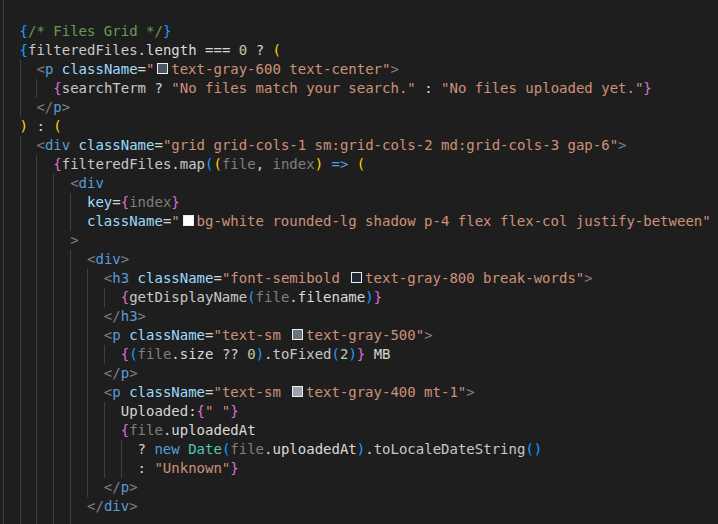 {/* Files Grid */}
{filteredFiles.length === 0 ? (
<p className="text-gray-600 text-center">
{searchTerm ? "No files match your search." : "No files uploaded yet."}
</p>
) : (
<div className="grid grid-cols-1 sm:grid-cols-2 md:grid-cols-3 gap-6">
{filteredFiles.map((file, index) => (
<div
key={index}
className="bg-white rounded-lg shadow p-4 flex flex-col justify-between"
>
<div>
<h3 className="font-semibold text-gray-800 break-words">
{getDisplayName(file.filename)}
</h3>
<p className="text-sm text-gray-500">
{(file.size ?? 0).toFixed(2)} MB
</p>
<p className="text-sm text-gray-400 mt-1">
Uploaded:{" "}
{file.uploadedAt
? new Date(file.uploadedAt).toLocaleDateString()
: "Unknown"}
</p>
</div>